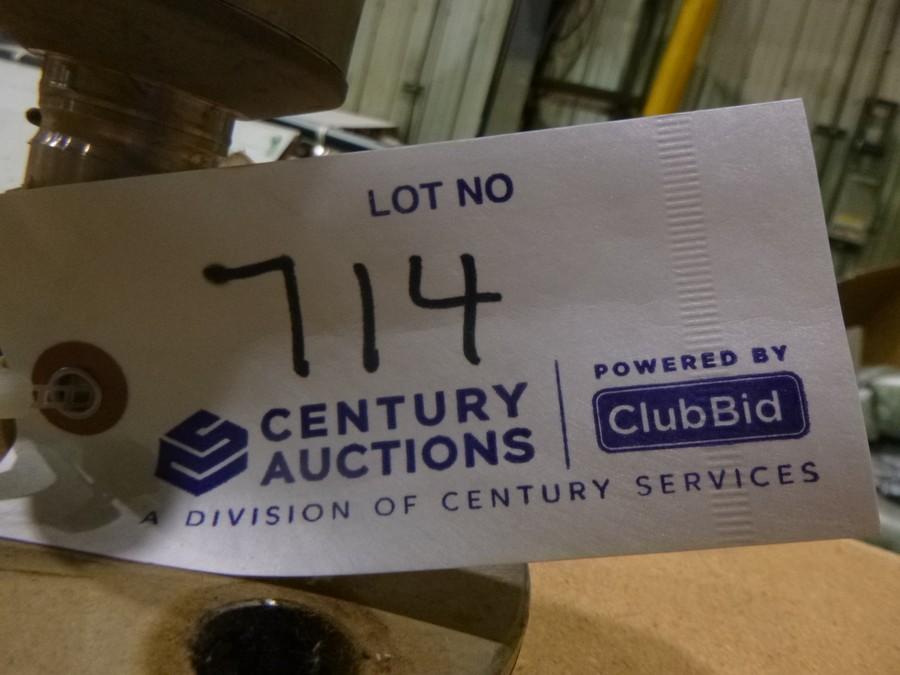 LOT NO
714
CENTURY AUCTIONS
POWERED BY
ClubBid
A DIVISION OF CENTURY SERVICES